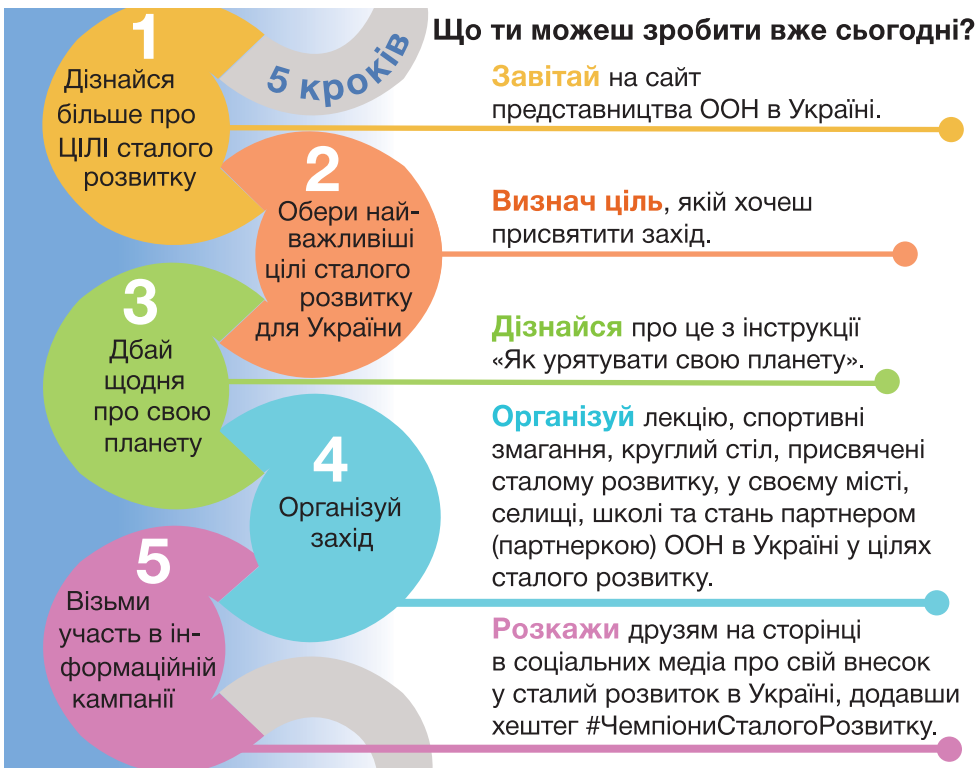 Що ти можеш зробити вже сьогодні?
5 кроків
1
Дізнайся
більше про
ЦІЛІ сталого
розвитку
Завітай на сайт
представництва ООН в Україні.
2
Обери най-
важливіші
цілі сталого
розвитку
для України
Визнач ціль, якій хочеш
присвятити захід.
3
Дбай
щодня
про свою
планету
Дізнайся про це з інструкції
«Як урятувати свою планету».
4
Організуй
захід
Організуй лекцію, спортивні
змагання, круглий стіл, присвячені
сталому розвитку, у своєму місті,
селищі, школі та стань партнером
(партнеркою) ООН в Україні у цілях
сталого розвитку.
5
Візьми
участь в ін-
формаційній
кампанії
Розкажи друзям на сторінці
в соціальних медіа про свій внесок
у сталий розвиток в Україні, додавши
хештег #ЧемпіониСталогоРозвитку.